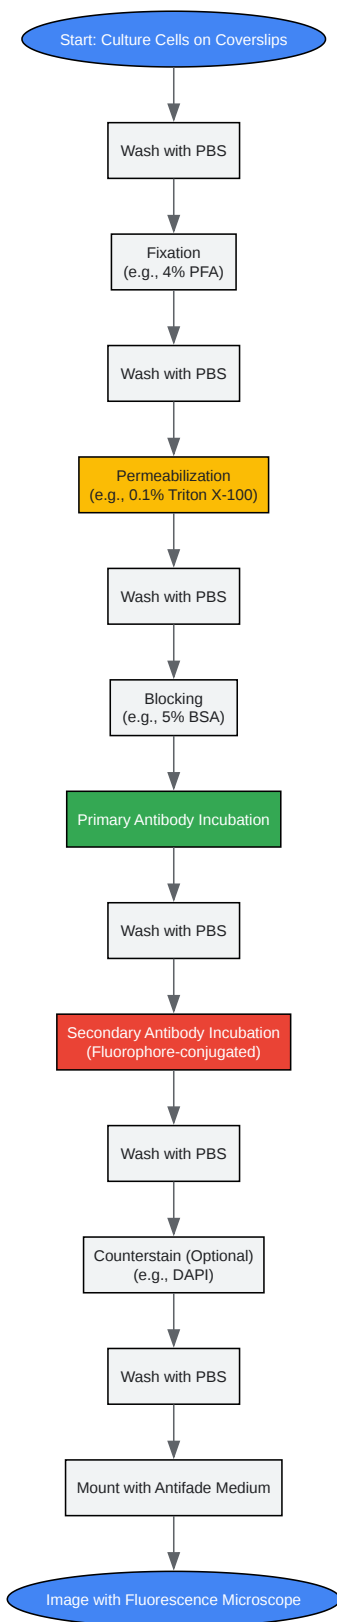 Start: Culture Cells on Coverslips
Wash with PBS
Fixation
(e.g., 4% PFA)
Wash with PBS
Permeabilization
(e.g., 0.1% Triton X-100)
Wash with PBS
Blocking
(e.g., 5% BSA)
Primary Antibody Incubation
Wash with PBS
Secondary Antibody Incubation
(Fluorophore-conjugated)
Wash with PBS
Counterstain (Optional)
(e.g., DAPI)
Wash with PBS
Mount with Antifade Medium
Image with Fluorescence Microscope